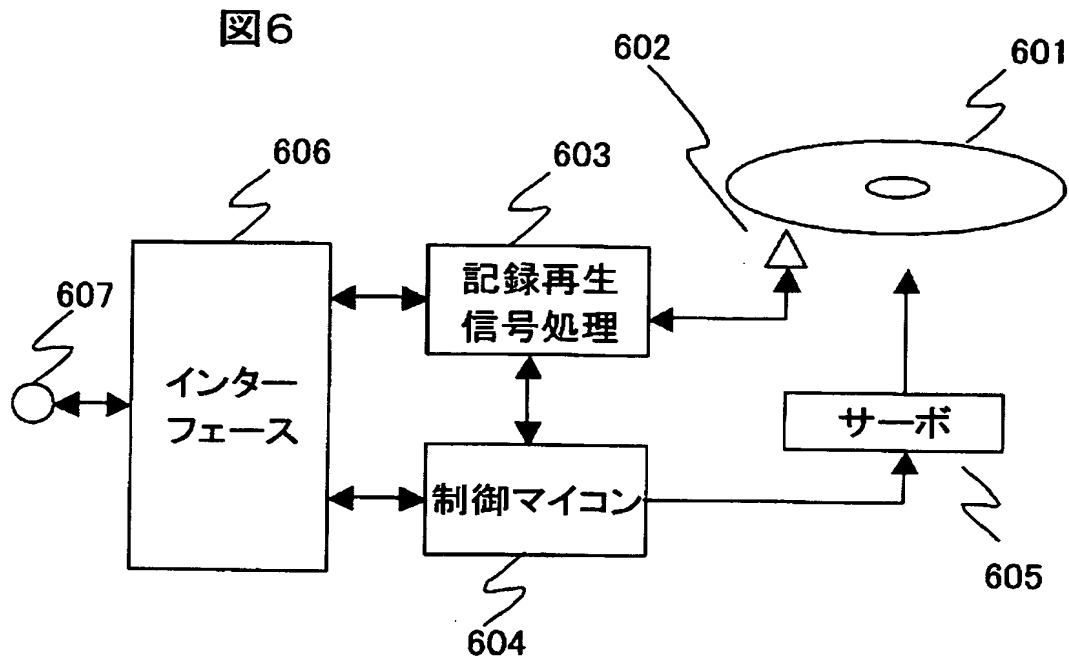 図6
602
601
606
603
607
記録再生
信号処理
インター
フェース
サーボ
制御マイコン
605
604